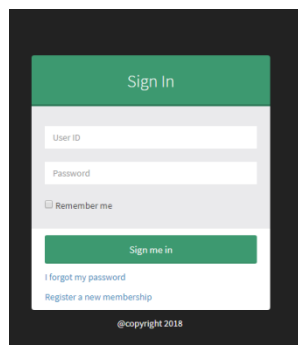 Sign In
User ID
Password
Remember me
Sign me in
I forgot my password
Register a new membership
@copyright 2018